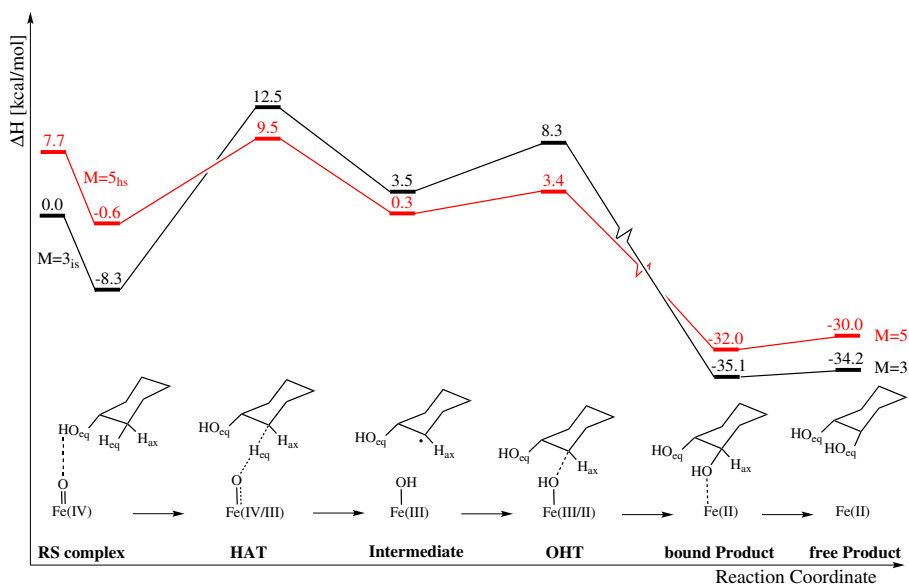 ΔH [kcal/mol]
12.5
9.5
8.3
7.7
M=5hs
3.5
3.4
0.0
-0.6
0.3
M=3is
-8.3
-32.0
-30.0
M=5
-35.1
-34.2
M=3
HOeq
Heq
Hax
O
Fe(IV)
HOeq
Hax
Heq
O
Fe(IV/III)
HOeq
Hax
OH
Fe(III)
HOeq
Hax
HO
Fe(III/II)
HOeq
HO
Hax
Fe(II)
HOeq
HOeq
Fe(II)
RS complex
HAT
Intermediate
OHT
bound Product
free Product
Reaction Coordinate